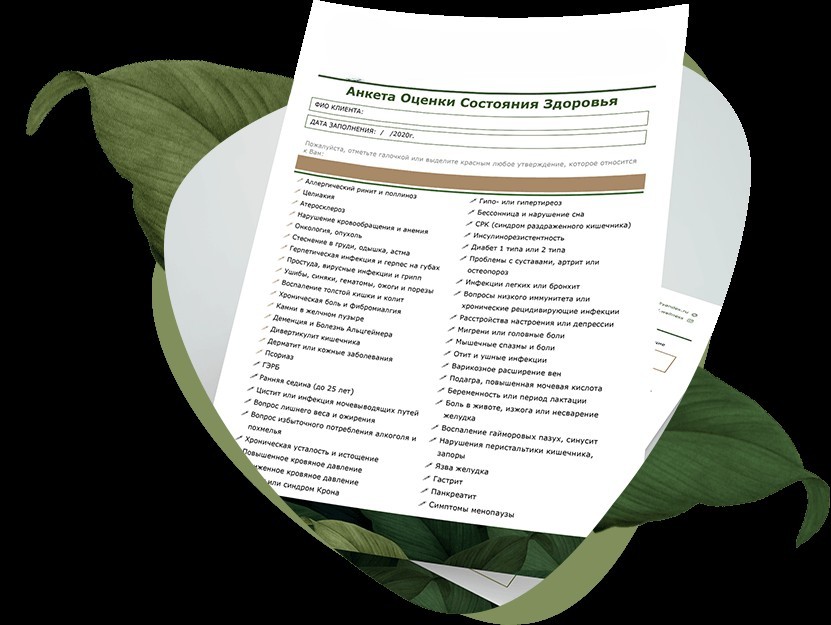 Анкета Оценки Состояния Здоровья
ФИО КЛИЕНТА:
ДАТА ЗАПОЛНЕНИЯ: / /2020г.
Пожалуйста, отметьте галочкой или выделите красным любое утверждение, которое относится
к Вам:
Аллергический ринит и поллиноз
Целиакия
Атеросклероз
Нарушение кровообращения и анемия
Онкология, опухоль
Стеснение в груди, одышка, астма
Герпетическая инфекция и герпес на губах
Простуда, вирусные инфекции и грипп
Ушибы, синяки, гематомы, ожоги и порезы
Воспаление толстой кишки и колит
Хроническая боль и Фибромиалгия
Камни в желчном пузыре
Деменция и Болезнь Альцгеймера
Дивертикулит кишечника
Дерматит или кожные заболевания
Псориаз
ГЭРБ
Ранняя седина (до 25 лет)
Цистит или инфекция мочевыводящих путей
Вопрос лишнего веса и ожирения
Вопрос избыточного потребления алкоголя и
похмелья
Хроническая усталость и истощение
Повышенное кровяное давление
иженное кровяное давление
или синдром Крона
Гипо- или гипертиреоз
Бессонница и нарушение сна
СРК (синдром раздраженного кишечника)
Инсулинорезистентность
Диабет 1 типа или 2 типа
Проблемы с суставами, артрит или
остеопороз
Инфекции легких или бронхит
Вопросы низкого иммунитета или
хронические рецидивирующие инфекции
Расстройства настроения или депрессии
Мигрени или головные боли
Мышечные спазмы и боли
Отит и ушные инфекции
Варикозное расширение вен
Подагра, повышенная мочевая кислота
Беременность или период лактации
Боль в животе, изжога или несварение
желудка
Воспаление гайморовых пазух, синусит
Нарушения перистальтики кишечника,
запоры
Язва желудка
Гастрит
Панкреатит
Симптомы менопаузы